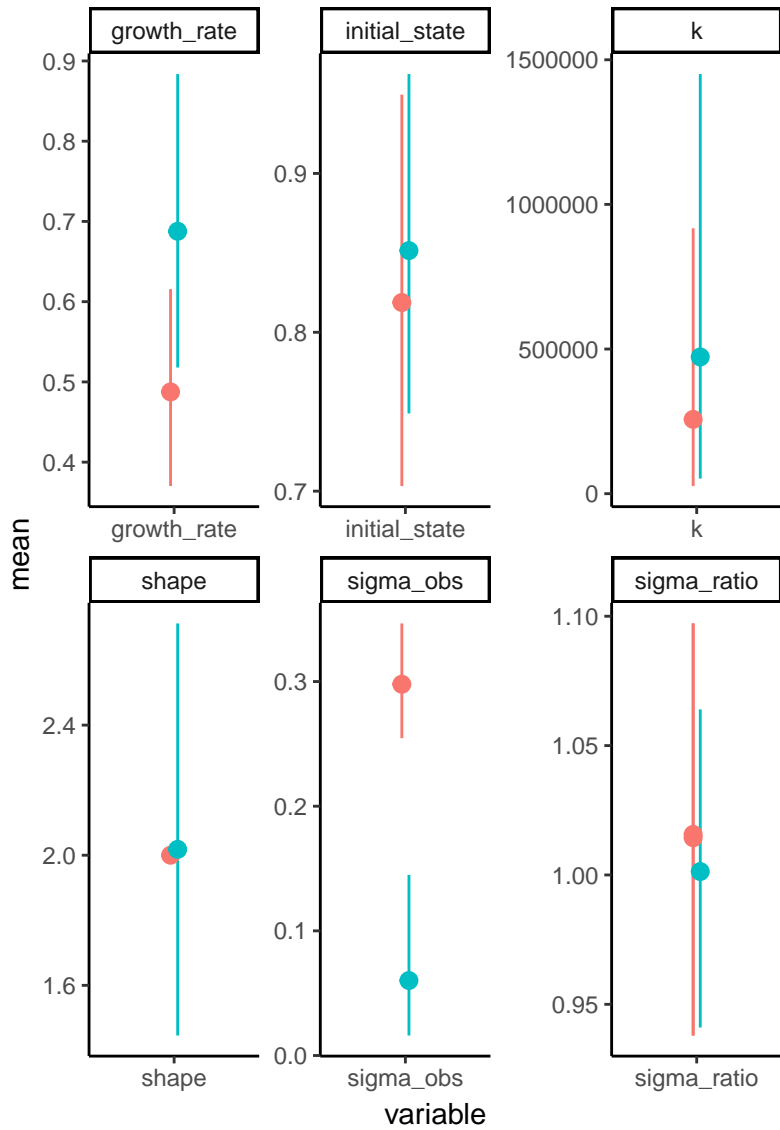 growth_rate
initial_state
k
0.9
0.8
0.7
0.6
0.5
0.4
0.9
0.8
0.7
1500000
1000000
500000
0
growth_rate
initial_state
k
mean
shape
sigma_obs
sigma_ratio
2.4
2.0
1.6
0.3
0.2
0.1
0.0
1.10
1.05
1.00
0.95
shape
sigma_obs
sigma_ratio
variable